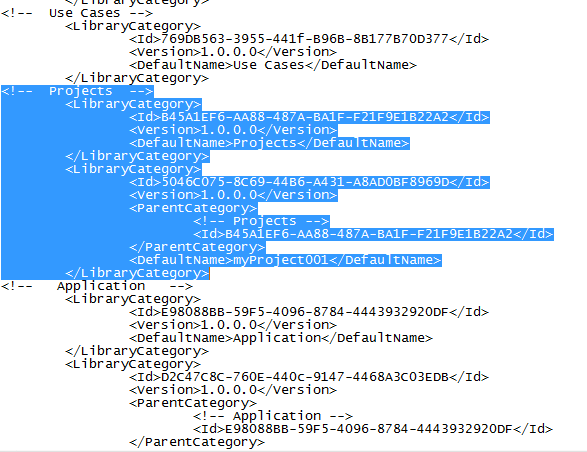 </LibraryCategory>
<!-- Use Cases -->
<LibraryCategory>
<Id>769DB563-3955-441f-B96B-8B177B70D377</Id>
<Version>1.0.0.0</Version>
<DefaultName>Use Cases</DefaultName>
</LibraryCategory>
<!-- Projects -->
<LibraryCategory>
<Id>B45A1EF6-AA88-487A-BA1F-F21F9E1B22A2</Id>
<Version>1.0.0.0</Version>
<DefaultName>Projects</DefaultName>
</LibraryCategory>
<LibraryCategory>
<Id>5046C075-8C69-44B6-A431-A8AD0BF8969D</Id>
<Version>1.0.0.0</Version>
<ParentCategory>
<!-- Projects -->
<Id>B45A1EF6-AA88-487A-BA1F-F21F9E1B22A2</Id>
</ParentCategory>
<DefaultName>myProject001</DefaultName>
</LibraryCategory>
<!-- Application -->
<LibraryCategory>
<Id>E98088BB-59F5-4096-8784-4443932920DF</Id>
<Version>1.0.0.0</Version>
<DefaultName>Application</DefaultName>
</LibraryCategory>
<LibraryCategory>
<Id>D2C47C8C-760E-440c-9147-4468A3C03EDB</Id>
<Version>1.0.0.0</Version>
<ParentCategory>
<!-- Application -->
<Id>E98088BB-59F5-4096-8784-4443932920DF</Id>
</ParentCategory>